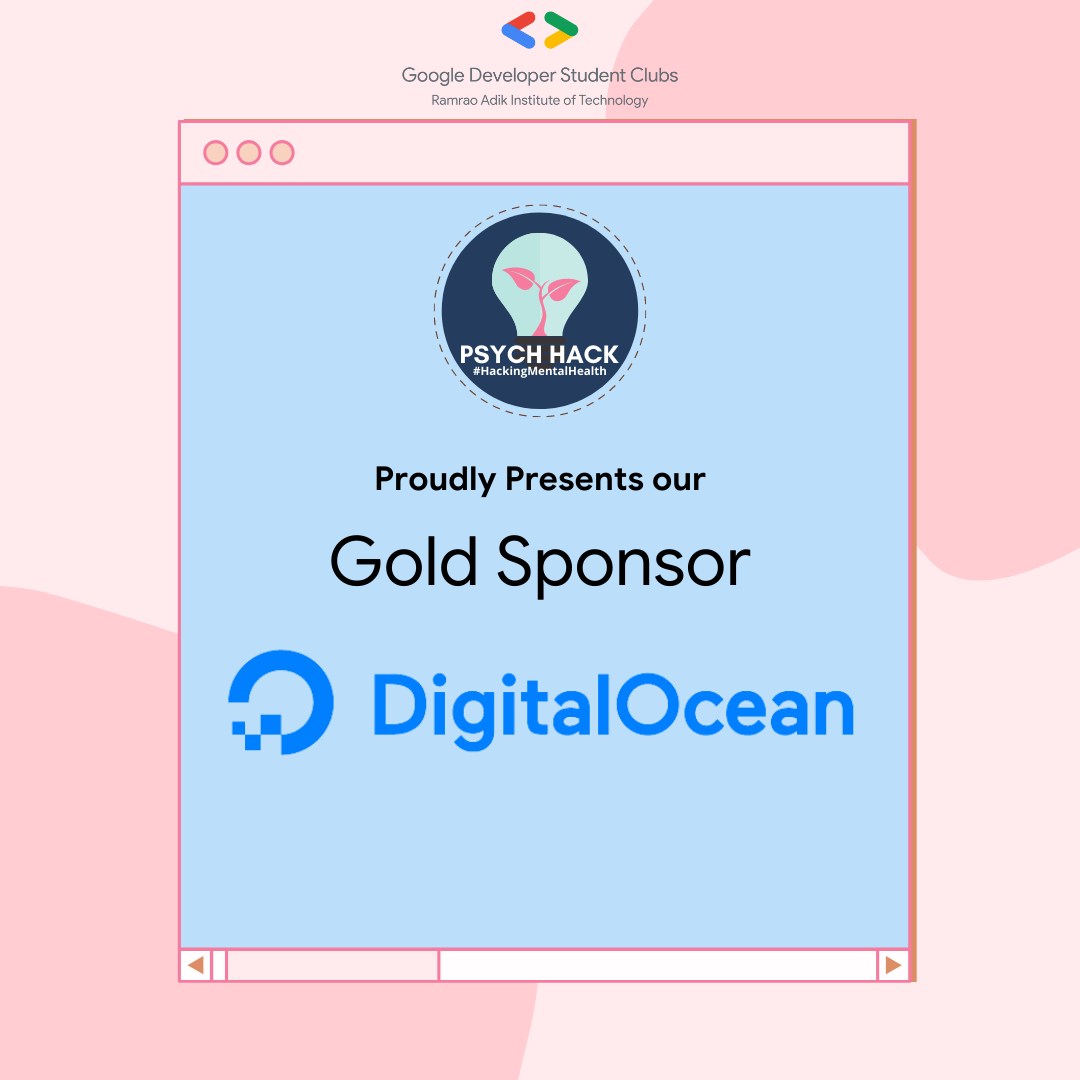 Google Developer Student Clubs
Ramrao Adik Institute of Technology
PSYCH HACK
#HackingMentalHealth
Proudly Presents our
Gold Sponsor
DigitalOcean